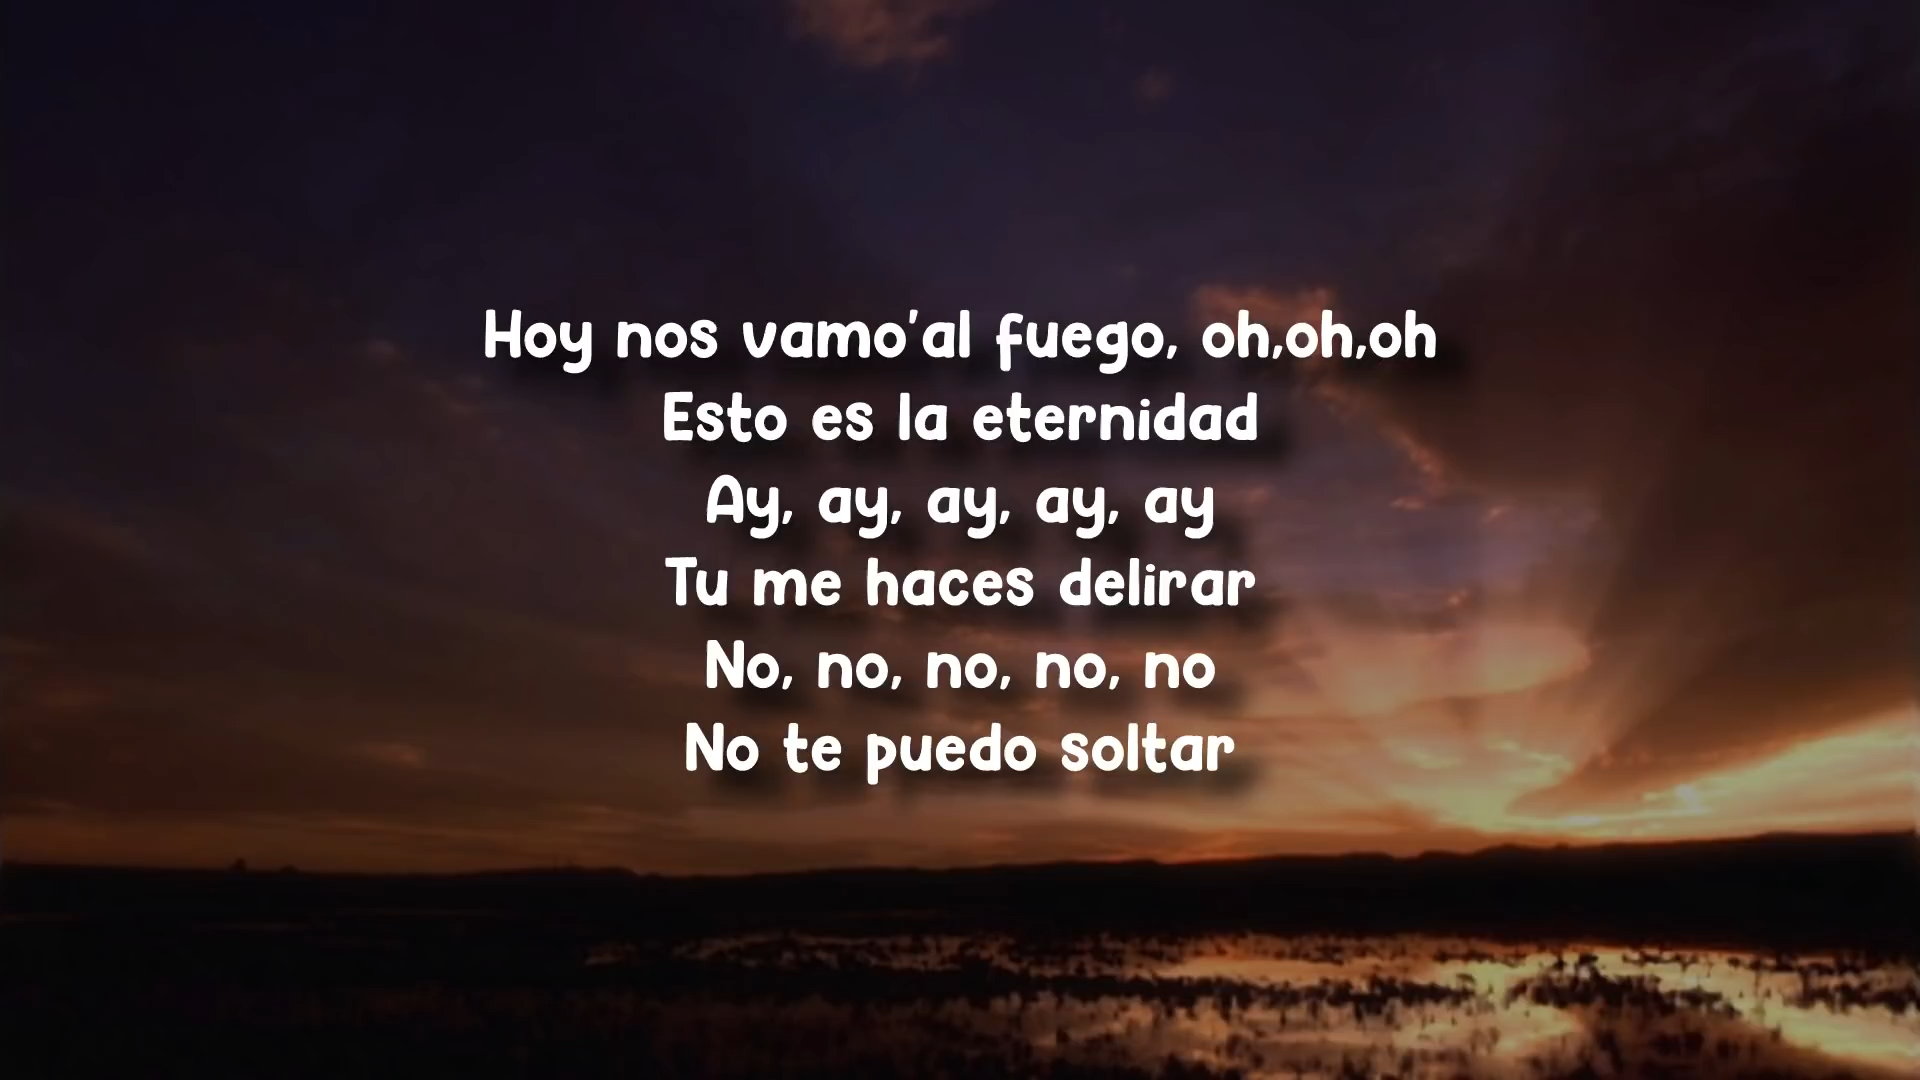 Hoy nos vamo'al fuego, oh,oh,oh
Esto es la eternidad
Ay, ay, ay, ay, ay
Tu me haces delirar
No, no, no, no, no
No te puedo soltar